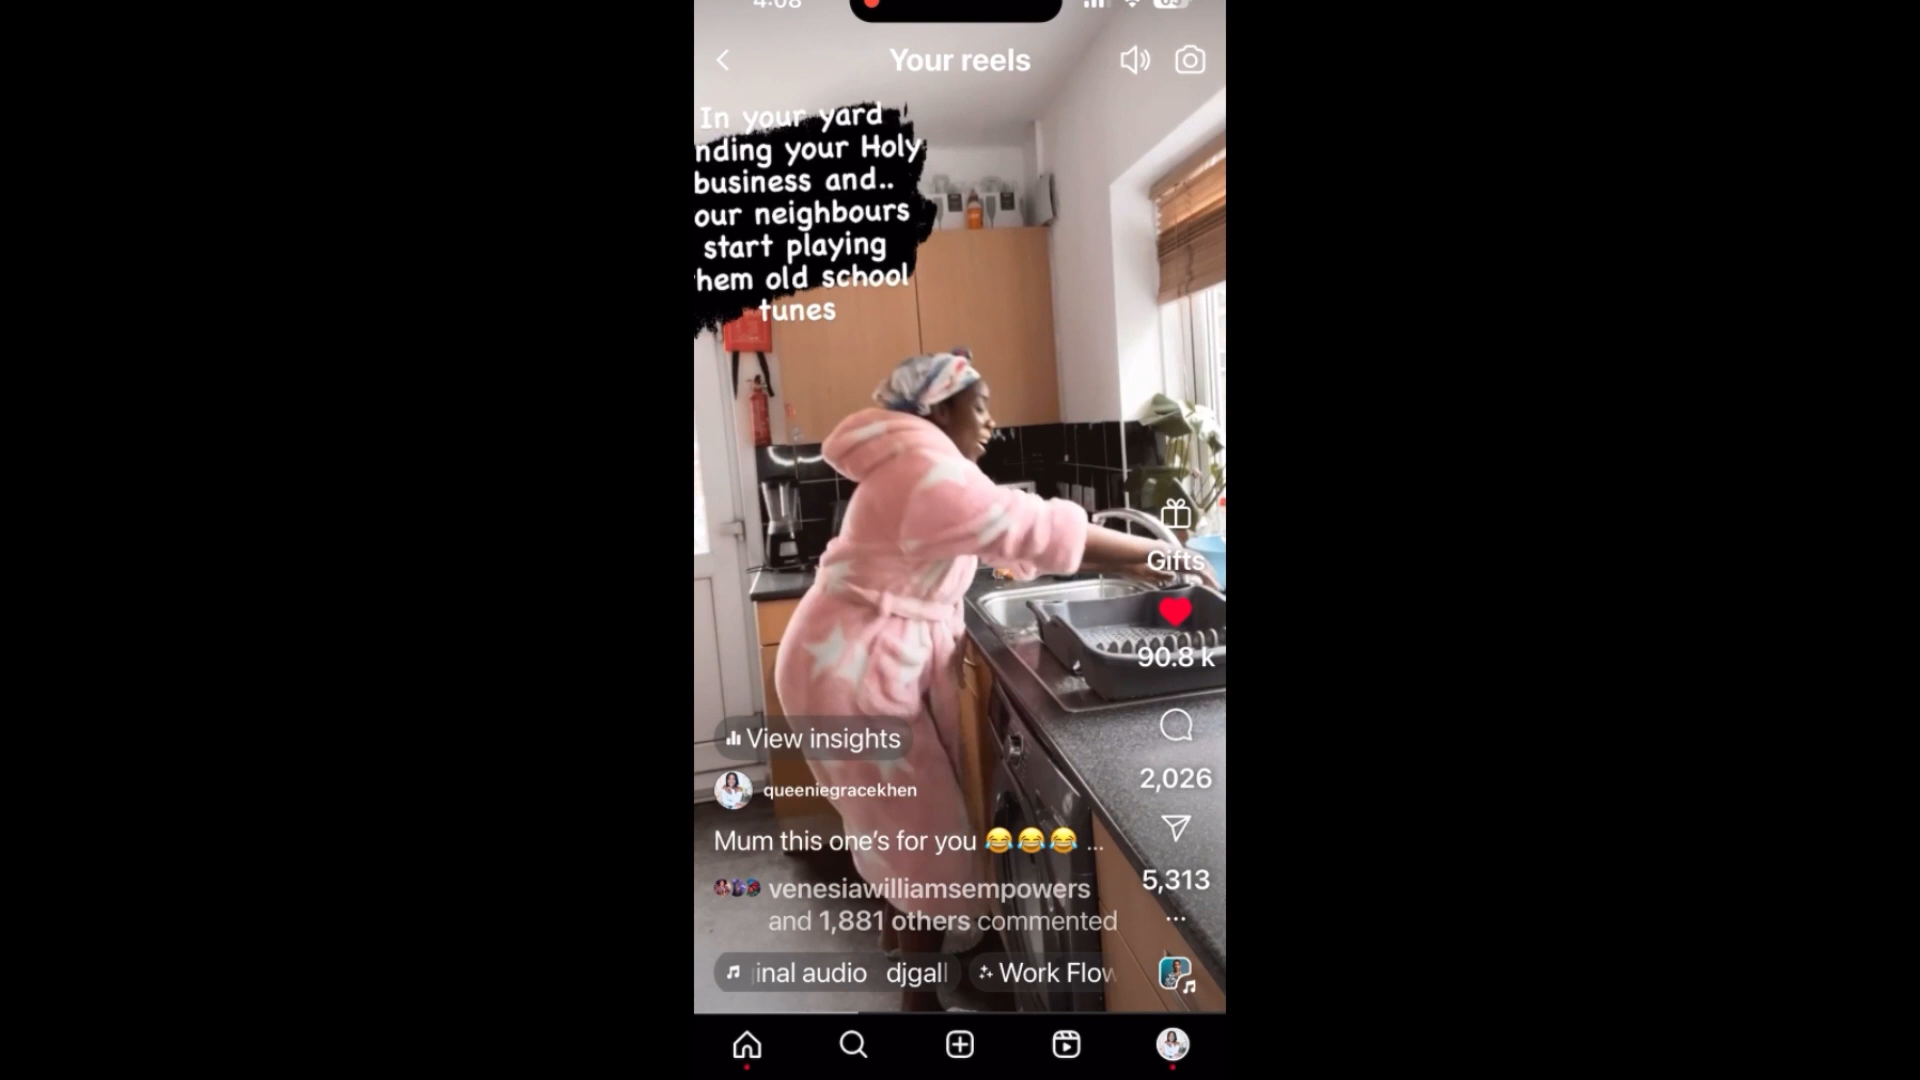 Your reels
In your yard
nding your Holy
business and..
our neighbours
start playing
hem old school
tunes
Gifts
90.8 k
View insights
2,026
queeniegracekhen
Mum this one's for you 😂😂😂 ...
5,313
venesiawilliamsempowers
and 1,881 others commented
inal audio djgall
Work Flow